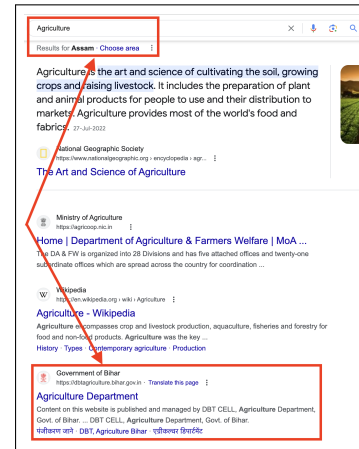 Agriculture
Results for Assam · Choose area
Agriculture is the art and science of cultivating the soil, growing
crops and raising livestock. It includes the preparation of plant
and animal products for people to use and their distribution to
markets. Agriculture provides most of the world's food and
fabrics. 27-Jul-2022
National Geographic Society
https://www.nationalgeographic.org › encyclopedia › agr...
The Art and Science of Agriculture
Ministry of Agriculture
https://agricoop.nic.in
Home | Department of Agriculture & Farmers Welfare | MoA ...
The DA & FW is organized into 28 Divisions and has five attached offices and twenty-one
subordinate offices which are spread across the country for coordination ...
W
Wikipedia
https://en.wikipedia.org › wiki › Agriculture
Agriculture - Wikipedia
Agriculture encompasses crop and livestock production, aquaculture, fisheries and forestry for
food and non-food products. Agriculture was the key ...
History · Types · Contemporary agriculture · Production
Government of Bihar
https://dbtagriculture.bihar.gov.in · Translate this page
Agriculture Department
Content on this website is published and managed by DBT CELL, Agriculture Department,
Govt. of Bihar. ... DBT CELL, Agriculture Department, Govt. of Bihar.
पंजीकरण जाने · DBT, Agriculture Bihar · एग्रीकल्चर डिपार्टमेंट